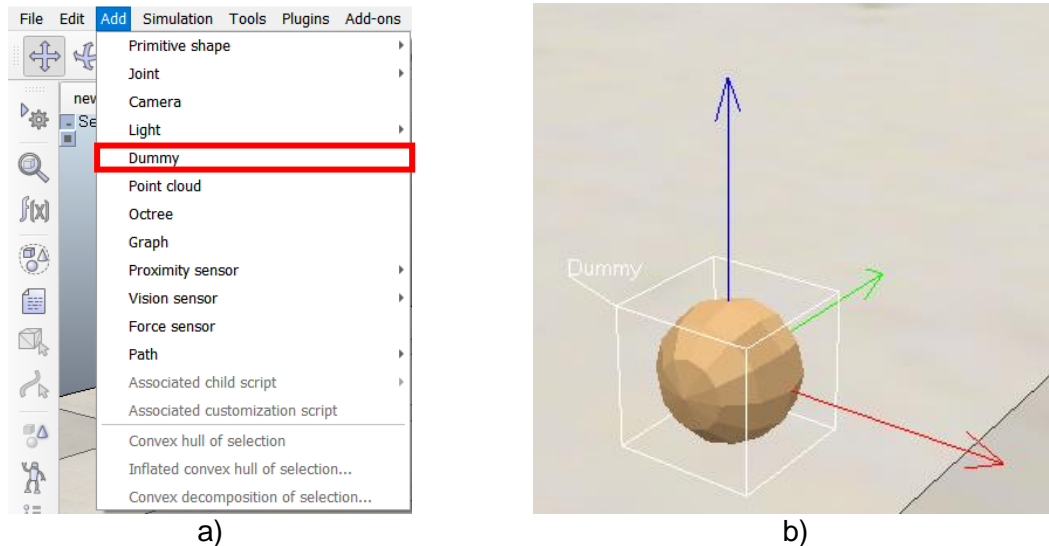 File Edit Add Simulation Tools Plugins Add-ons
Primitive shape
Joint
new
Camera
Se
Light
Dummy
Point cloud
f(x)
Octree
Graph
Proximity sensor
Vision sensor
Force sensor
Path
Associated child script
Associated customization script
Convex hull of selection
Inflated convex hull of selection...
Convex decomposition of selection...
a)
Dummy
b)